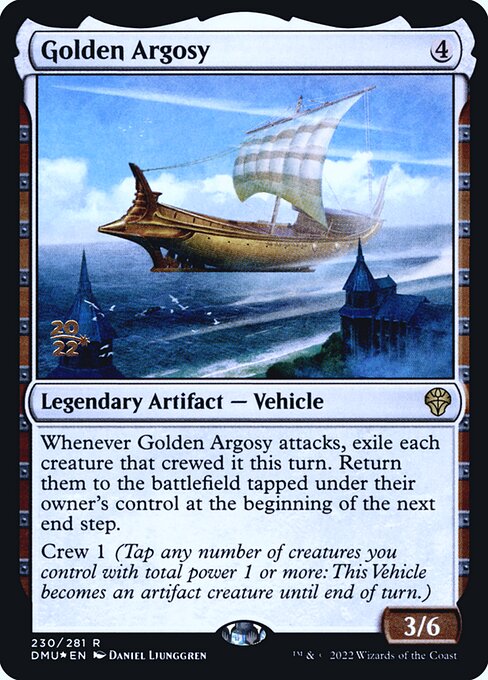 Golden Argosy 4
20
22*
Legendary Artifact — Vehicle
Whenever Golden Argosy attacks, exile each
creature that crewed it this turn. Return
them to the battlefield tapped under their
owner's control at the beginning of the next
end step.
Crew 1 (Tap any number of creatures you
control with total power 1 or more: This Vehicle
becomes an artifact creature until end of turn.)
3/6
230/281 R
DMU★EN Daniel Ljunggren
™ & © 2022 Wizards of the Coast